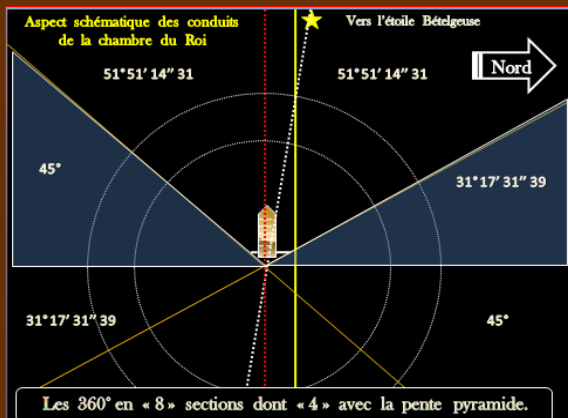 Aspect schématique des conduits
de la chambre du Roi
Vers l'étoile Bételgeuse
51°51′ 14″ 31
51°51′ 14″ 31
Nord
45°
31°17′ 31″ 39
31°17′ 31″ 39
45°
Les 360° en « 8 » sections dont « 4 » avec la pente pyramide.